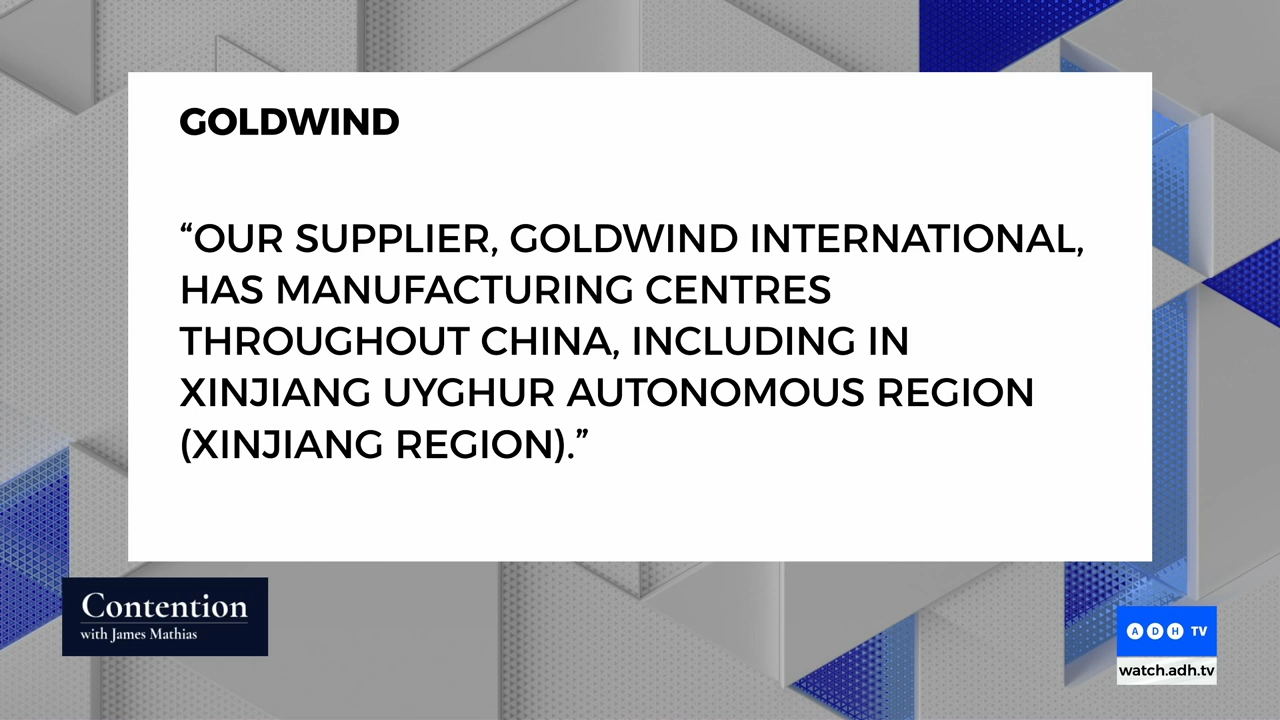 GOLDWIND
“OUR SUPPLIER, GOLDWIND INTERNATIONAL,
HAS MANUFACTURING CENTRES
THROUGHOUT CHINA, INCLUDING IN
XINJIANG UYGHUR AUTONOMOUS REGION
(XINJIANG REGION).”
Contention
with James Mathias
ADH TV
watch.adh.tv